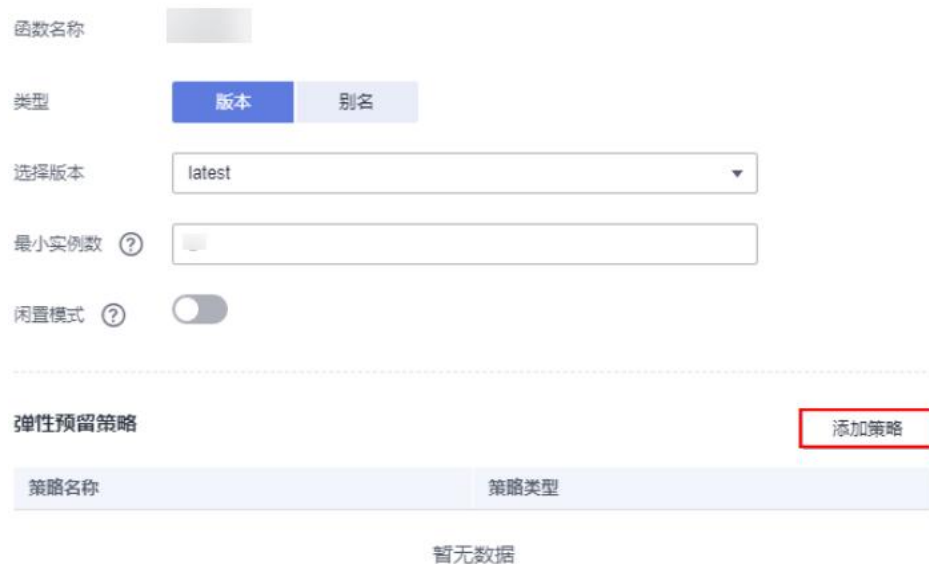 函数名称
类型 版本 别名
选择版本 latest
最小实例数 ?
闲置模式 ?
弹性预留策略 添加策略
策略名称 策略类型
暂无数据